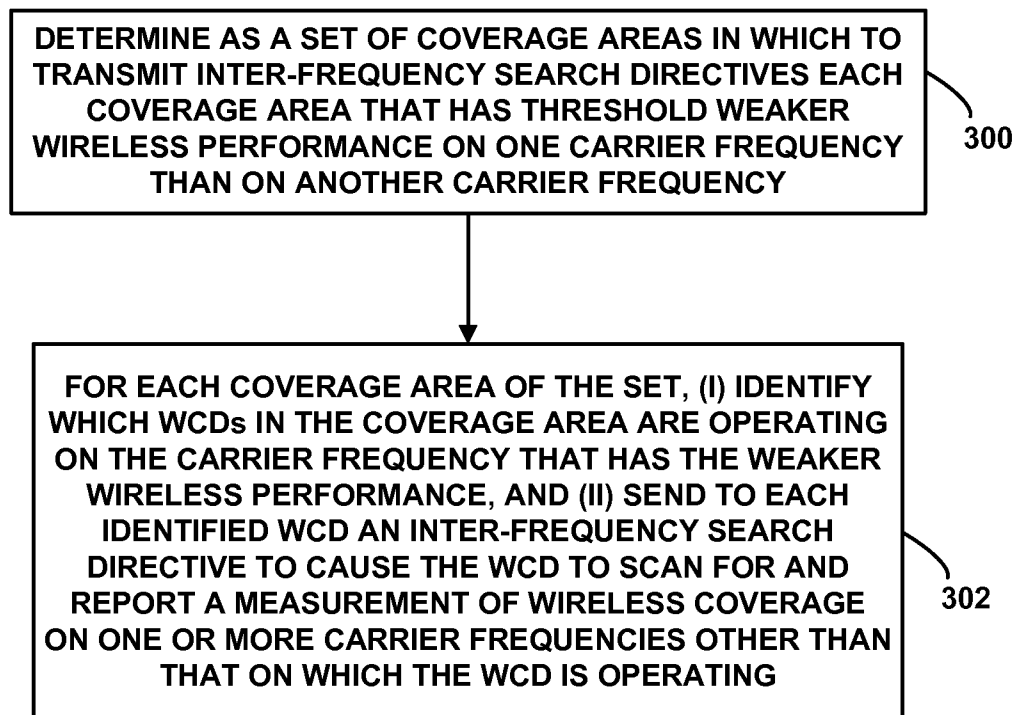 DETERMINE AS A SET OF COVERAGE AREAS IN WHICH TO
TRANSMIT INTER-FREQUENCY SEARCH DIRECTIVES EACH
COVERAGE AREA THAT HAS THRESHOLD WEAKER
WIRELESS PERFORMANCE ON ONE CARRIER FREQUENCY
THAN ON ANOTHER CARRIER FREQUENCY
300
FOR EACH COVERAGE AREA OF THE SET, (I) IDENTIFY
WHICH WCDs IN THE COVERAGE AREA ARE OPERATING
ON THE CARRIER FREQUENCY THAT HAS THE WEAKER
WIRELESS PERFORMANCE, AND (II) SEND TO EACH
IDENTIFIED WCD AN INTER-FREQUENCY SEARCH
DIRECTIVE TO CAUSE THE WCD TO SCAN FOR AND
REPORT A MEASUREMENT OF WIRELESS COVERAGE
ON ONE OR MORE CARRIER FREQUENCIES OTHER THAN
THAT ON WHICH THE WCD IS OPERATING
302